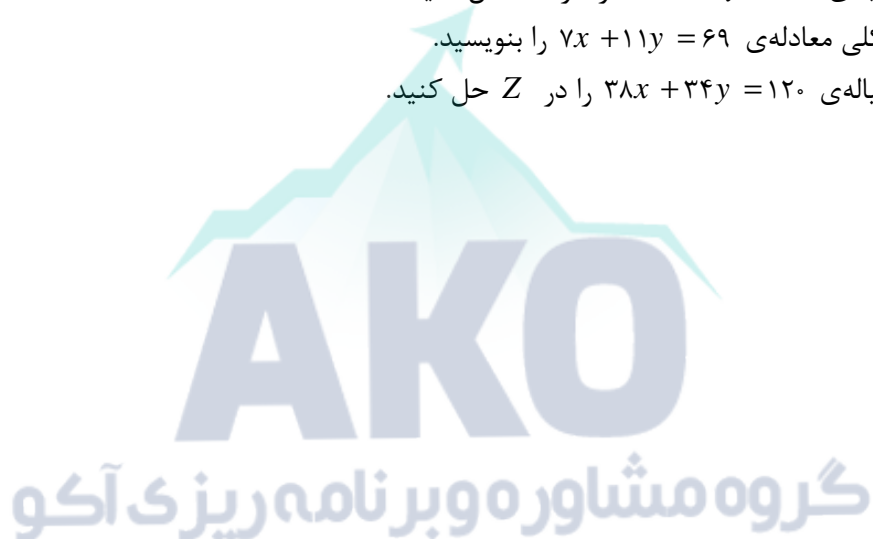 کلی معادله‌ی ۷x + ۱۱y = ۶۹ را بنویسید.
باله‌ی ۳۸x + ۳۴y = ۱۲۰ را در Z حل کنید.
AKO
گروه مشاوره وبرنامه ریزی آکو